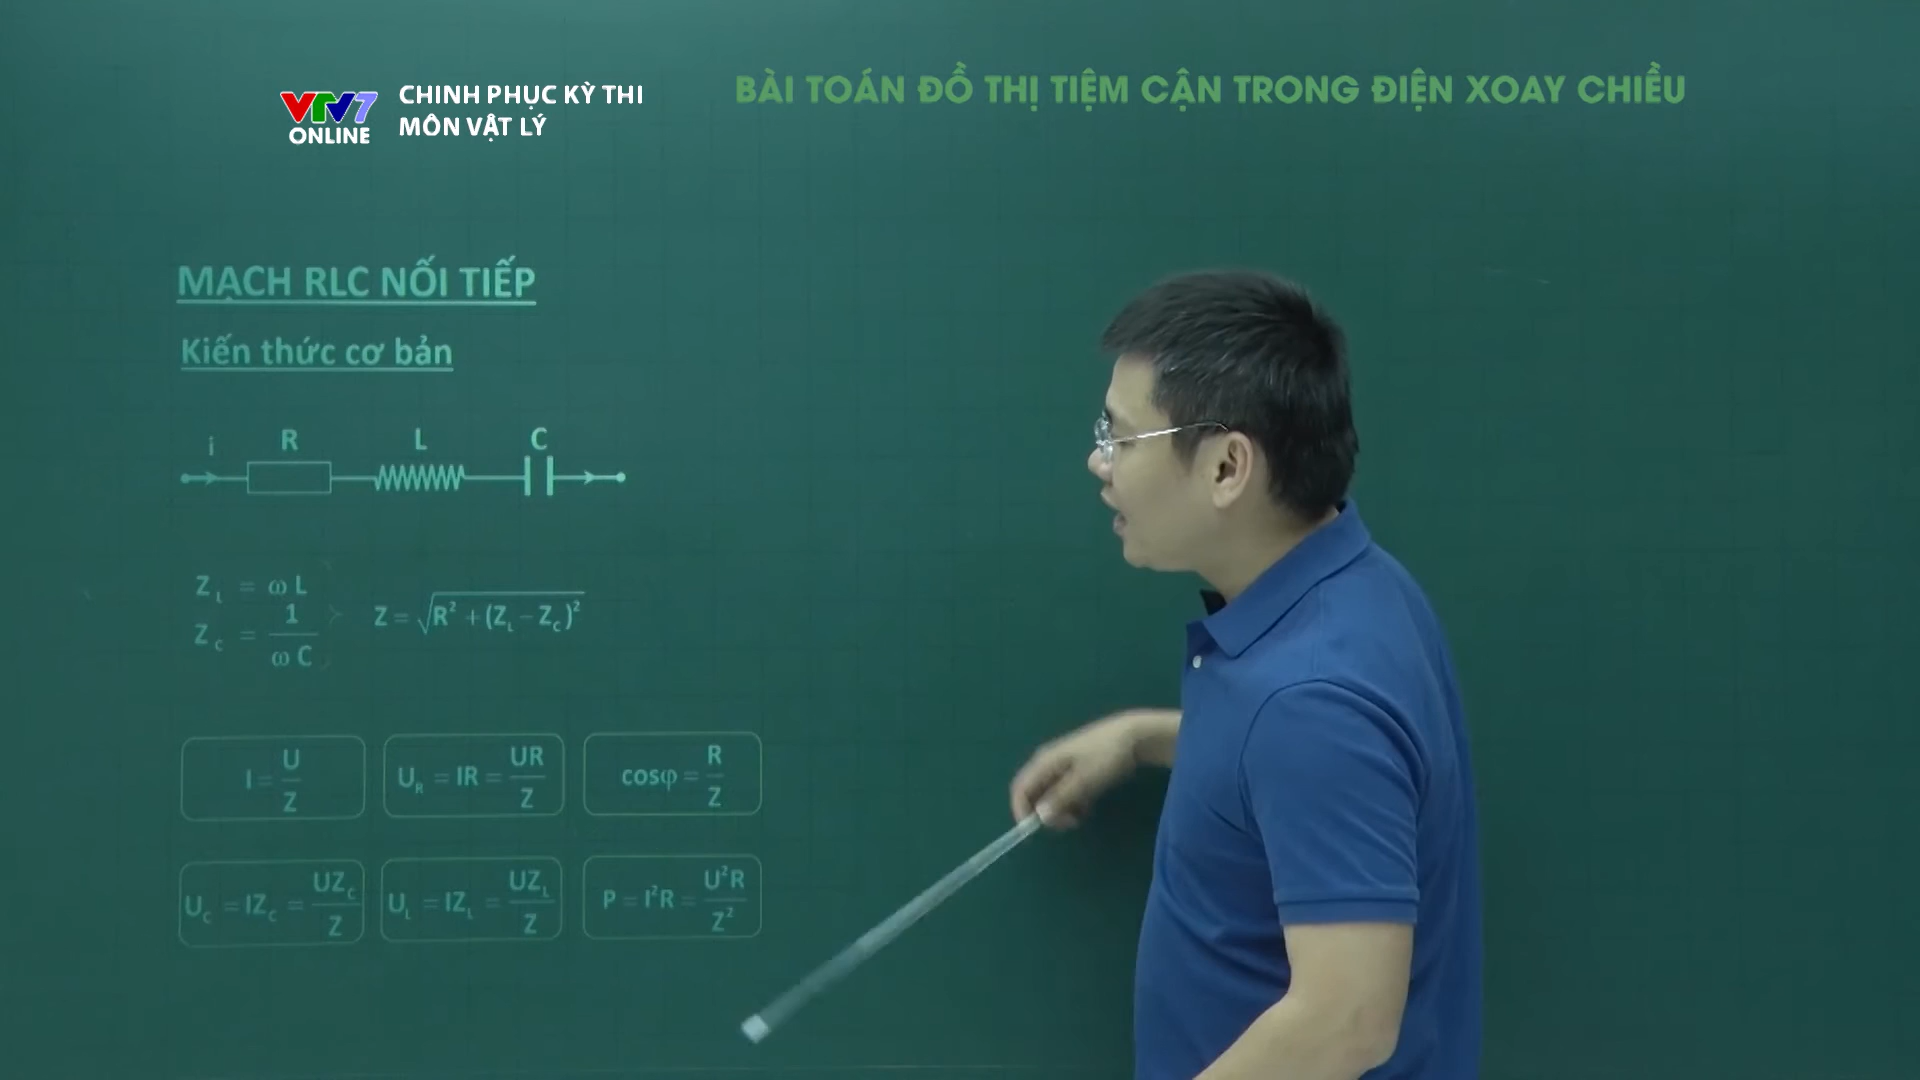 VTV7
ONLINE
CHINH PHỤC KỲ THI
MÔN VẬT LÝ
BÀI TOÁN ĐỒ THỊ TIỆM CẬN TRONG ĐIỆN XOAY CHIỀU
MẠCH RLC NỐI TIẾP
Kiến thức cơ bản
i R L C
Z_L = ωL
Z_C = 1/ωC
Z = √(R² + (Z_L − Z_C)²)
I = U/Z
U_R = IR = UR/Z
cosφ = R/Z
U_C = IZ_C = UZ_C/Z
U_L = IZ_L = UZ_L/Z
P = I²R = U²R/Z²